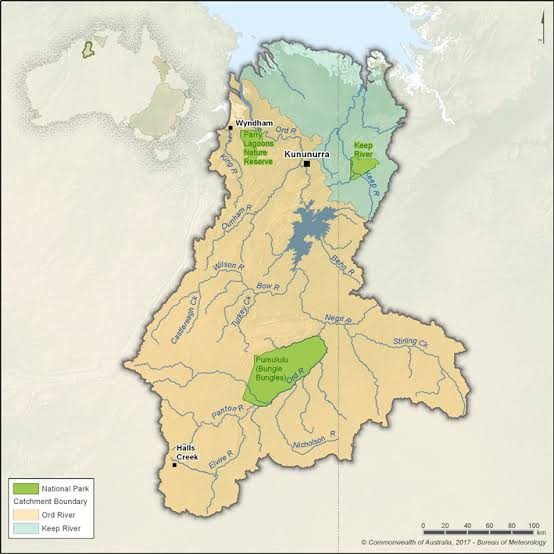 N
Wyndham
Ord R
Parry
Lagoons
Nature
Reserve
Kununurra
Keep
River
King R
Keep R
Dunham R
Behn R
Wilson R
Bow R
Castlereagh Ck
Turkey Ck
Negri R
Stirling Ck
Purnululu
(Bungle
Bungles)
Ord R
Panton R
Nicholson R
Halls
Creek
Elvire R
National Park
Catchment Boundary
Ord River
Keep River
0 20 40 60 80 100
km
© Commonwealth of Australia, 2017 - Bureau of Meteorology